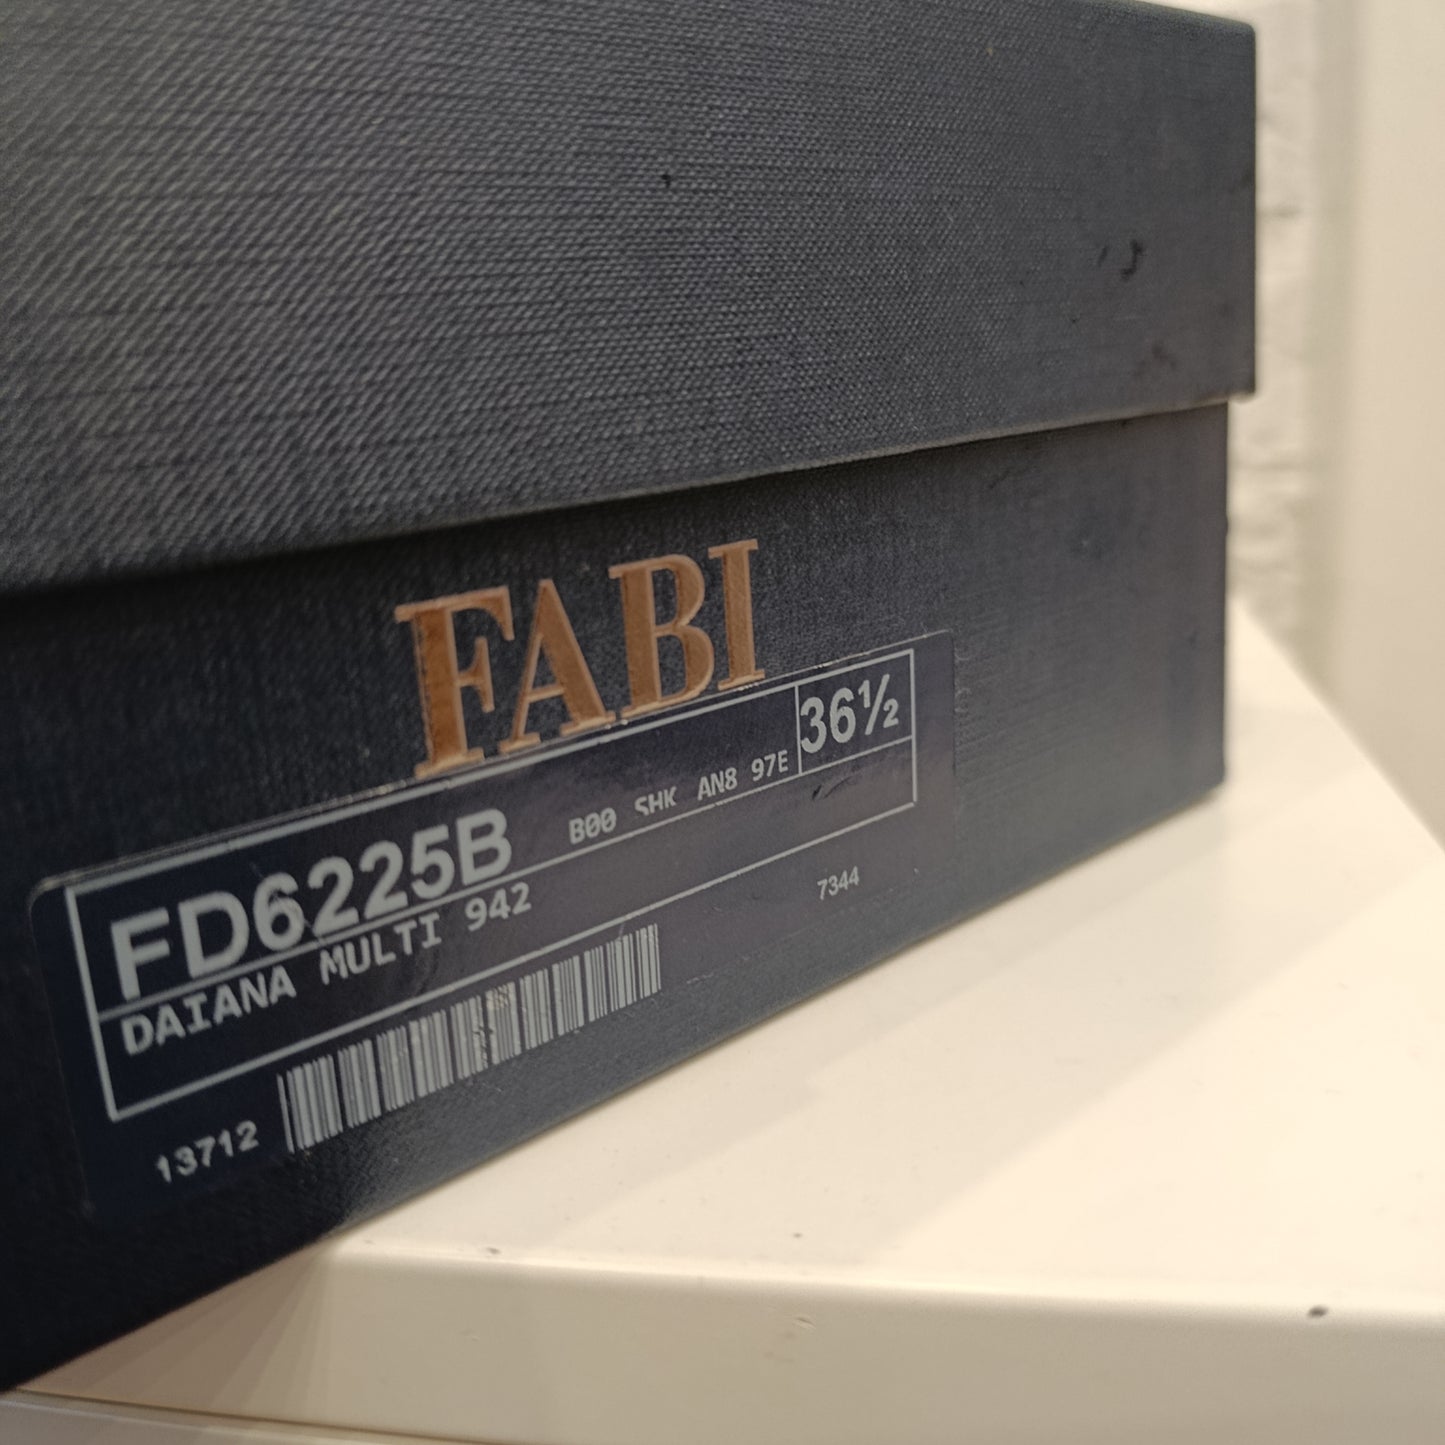 FABI
FD6225B B00 SHK AN8 97E 36½
DAIANA MULTI 942
7344
13712